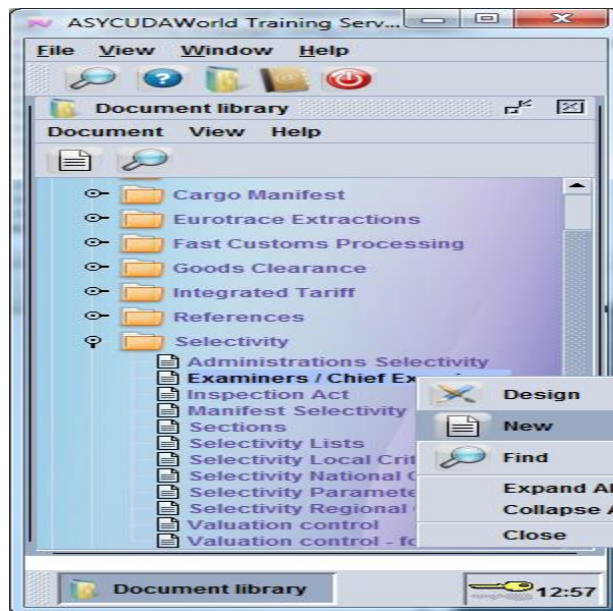 ASYCUDAWorld Training Serv...
File View Window Help
Document library
Document View Help
Cargo Manifest
Eurotrace Extractions
Fast Customs Processing
Goods Clearance
Integrated Tariff
References
Selectivity
Administrations Selectivity
Examiners / Chief Ex
Inspection Act
Manifest Selectivity
Sections
Selectivity Lists
Selectivity Local Crit
Selectivity National
Selectivity Paramete
Selectivity Regional
Valuation control
Valuation control - fo
Design
New
Find
Expand Al
Collapse A
Close
Document library
12:57